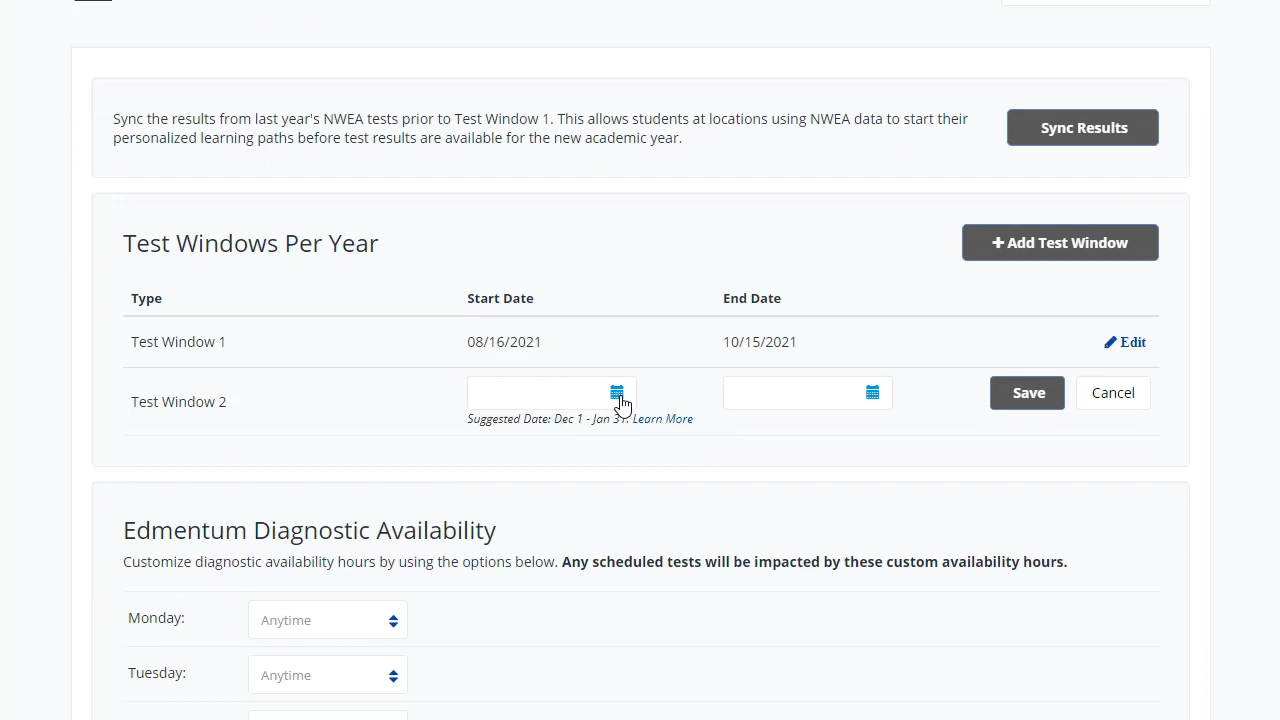 Sync the results from last year's NWEA tests prior to Test Window 1. This allows students at locations using NWEA data to start their
personalized learning paths before test results are available for the new academic year.
Sync Results
Test Windows Per Year
Add Test Window
Type Start Date End Date
Test Window 1 08/16/2021 10/15/2021 Edit
Test Window 2 Save Cancel
Suggested Date: Dec 1 - Jan 31. Learn More
Edmentum Diagnostic Availability
Customize diagnostic availability hours by using the options below. Any scheduled tests will be impacted by these custom availability hours.
Monday: Anytime
Tuesday: Anytime